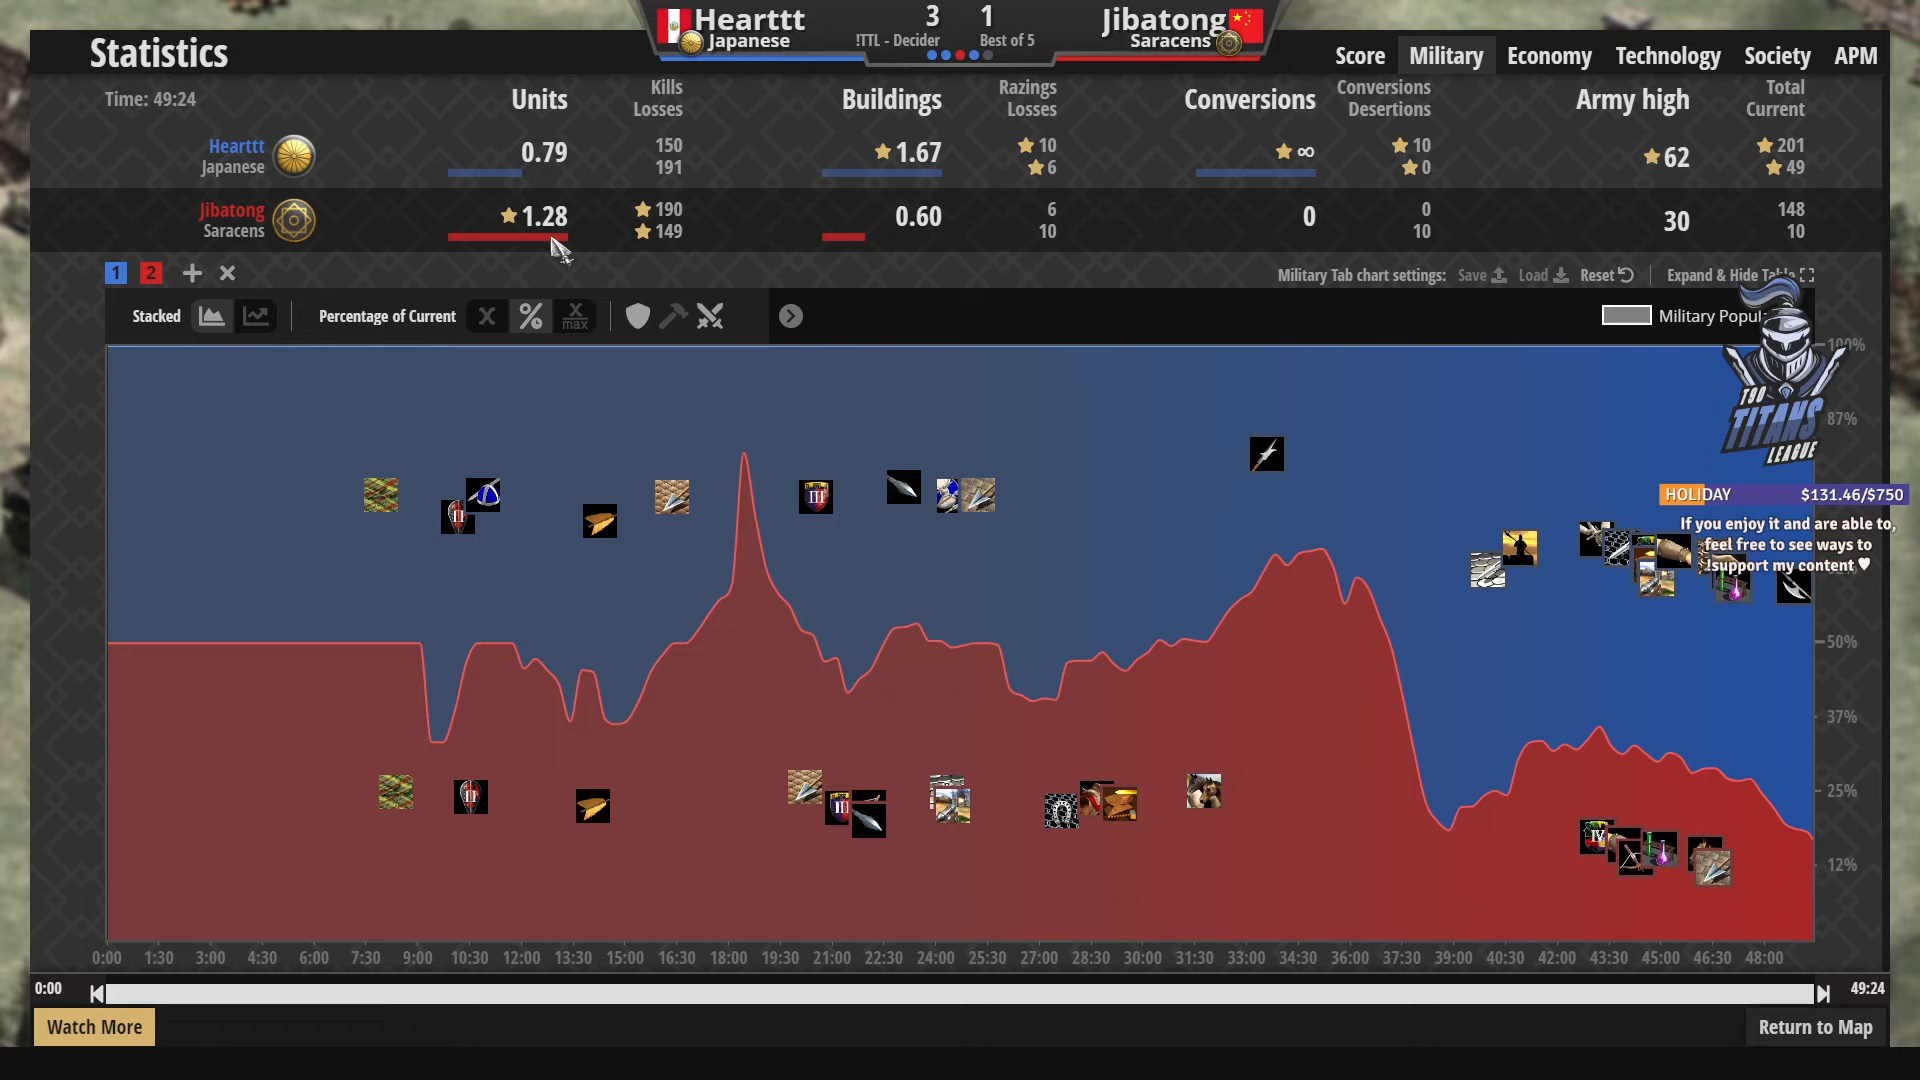 Hearttt
Japanese
3
!TTL - Decider
1
Best of 5
Jibatong
Saracens
Statistics
Score Military Economy Technology Society APM
Time: 49:24
Units
Kills
Losses
Buildings
Razings
Losses
Conversions
Conversions
Desertions
Army high
Total
Current
Hearttt
Japanese
0.79
150
191
1.67
10
6
∞
10
0
62
201
49
Jibatong
Saracens
1.28
190
149
0.60
6
10
0
0
10
30
148
10
1 2
Military Tab chart settings: Save Load Reset Expand & Hide Table
Stacked
Percentage of Current
X % X max
Military Popul
100%
87%
50%
37%
25%
12%
T90
TITANS
LEAGUE
HOLIDAY $131.46/$750
If you enjoy it and are able to,
feel free to see ways to
!support my content ♥
II
III
II
III
IV
0:00 1:30 3:00 4:30 6:00 7:30 9:00 10:30 12:00 13:30 15:00 16:30 18:00 19:30 21:00 22:30 24:00 25:30 27:00 28:30 30:00 31:30 33:00 34:30 36:00 37:30 39:00 40:30 42:00 43:30 45:00 46:30 48:00
0:00
49:24
Watch More
Return to Map